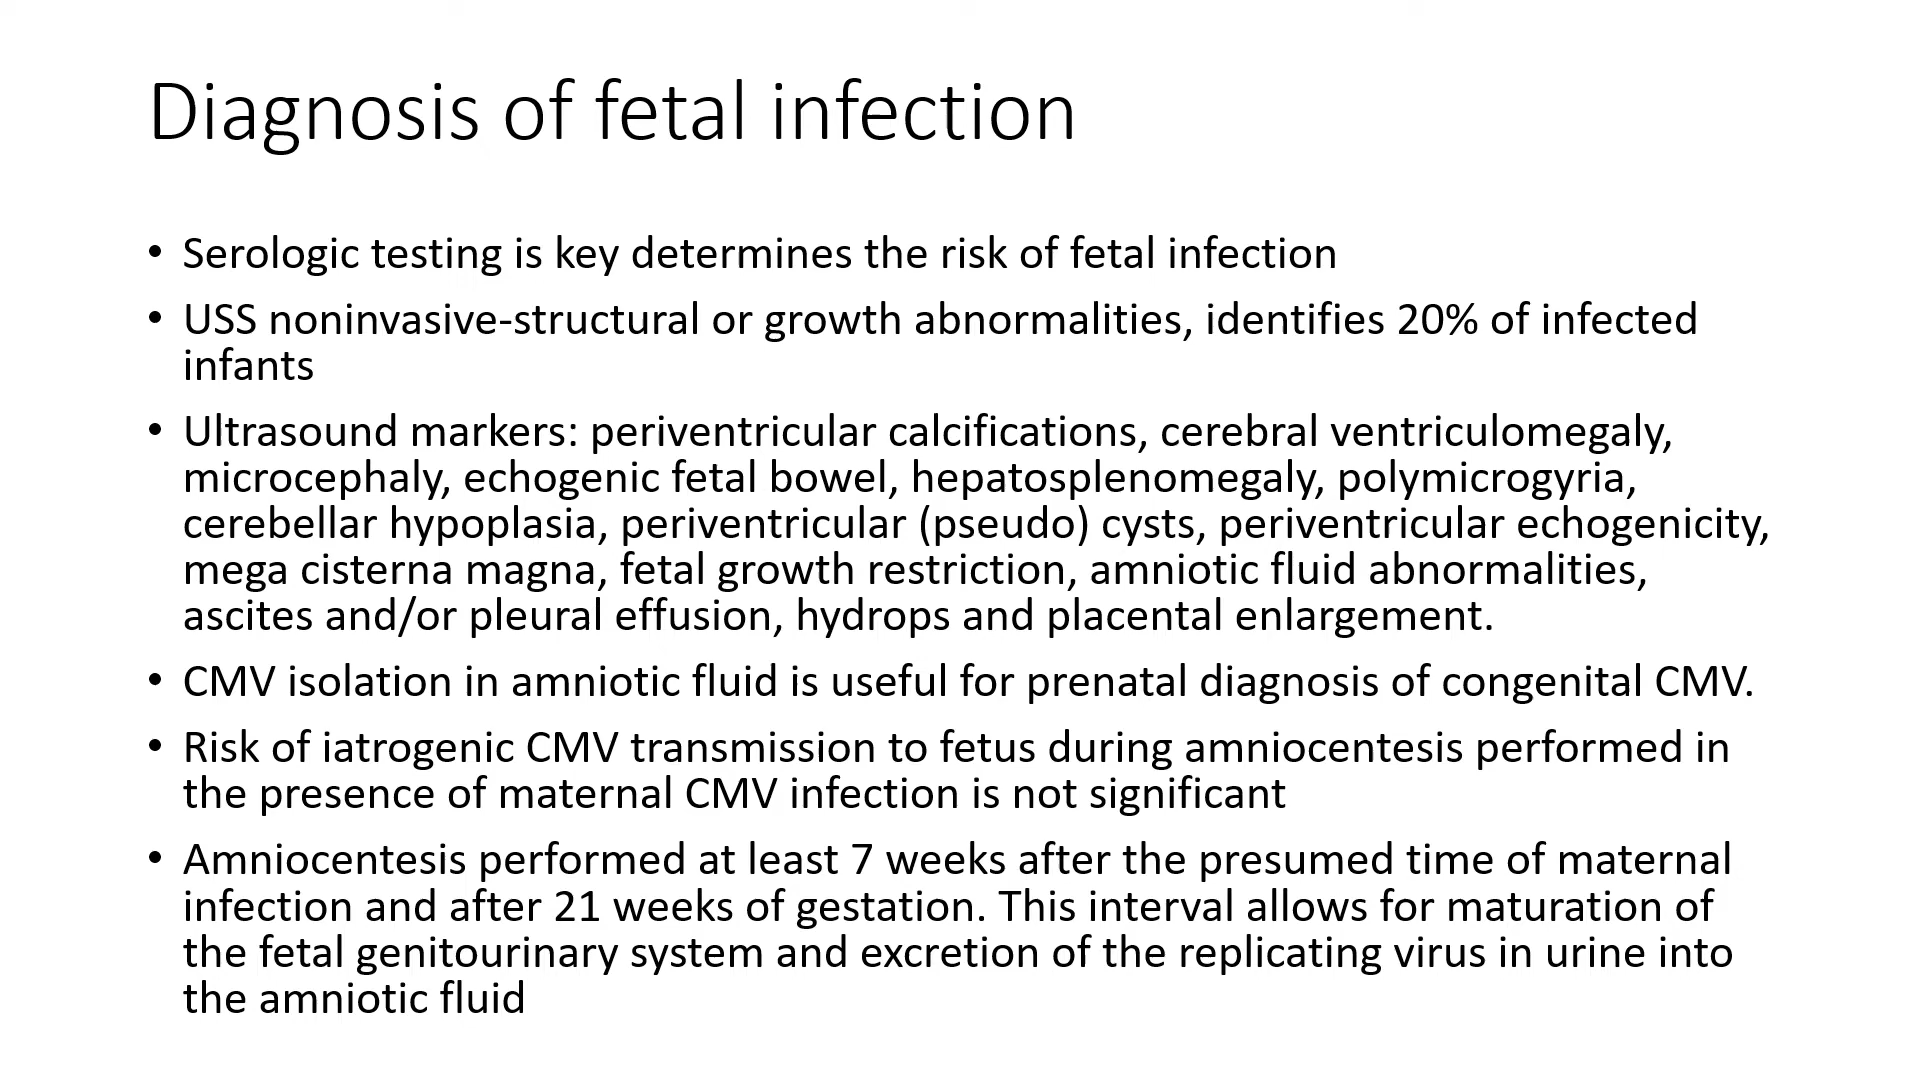 Diagnosis of fetal infection
• Serologic testing is key determines the risk of fetal infection
• USS noninvasive-structural or growth abnormalities, identifies 20% of infected
infants
• Ultrasound markers: periventricular calcifications, cerebral ventriculomegaly,
microcephaly, echogenic fetal bowel, hepatosplenomegaly, polymicrogyria,
cerebellar hypoplasia, periventricular (pseudo) cysts, periventricular echogenicity,
mega cisterna magna, fetal growth restriction, amniotic fluid abnormalities,
ascites and/or pleural effusion, hydrops and placental enlargement.
• CMV isolation in amniotic fluid is useful for prenatal diagnosis of congenital CMV.
• Risk of iatrogenic CMV transmission to fetus during amniocentesis performed in
the presence of maternal CMV infection is not significant
• Amniocentesis performed at least 7 weeks after the presumed time of maternal
infection and after 21 weeks of gestation. This interval allows for maturation of
the fetal genitourinary system and excretion of the replicating virus in urine into
the amniotic fluid